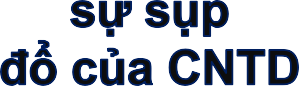 sự sụp
đổ của CNTD